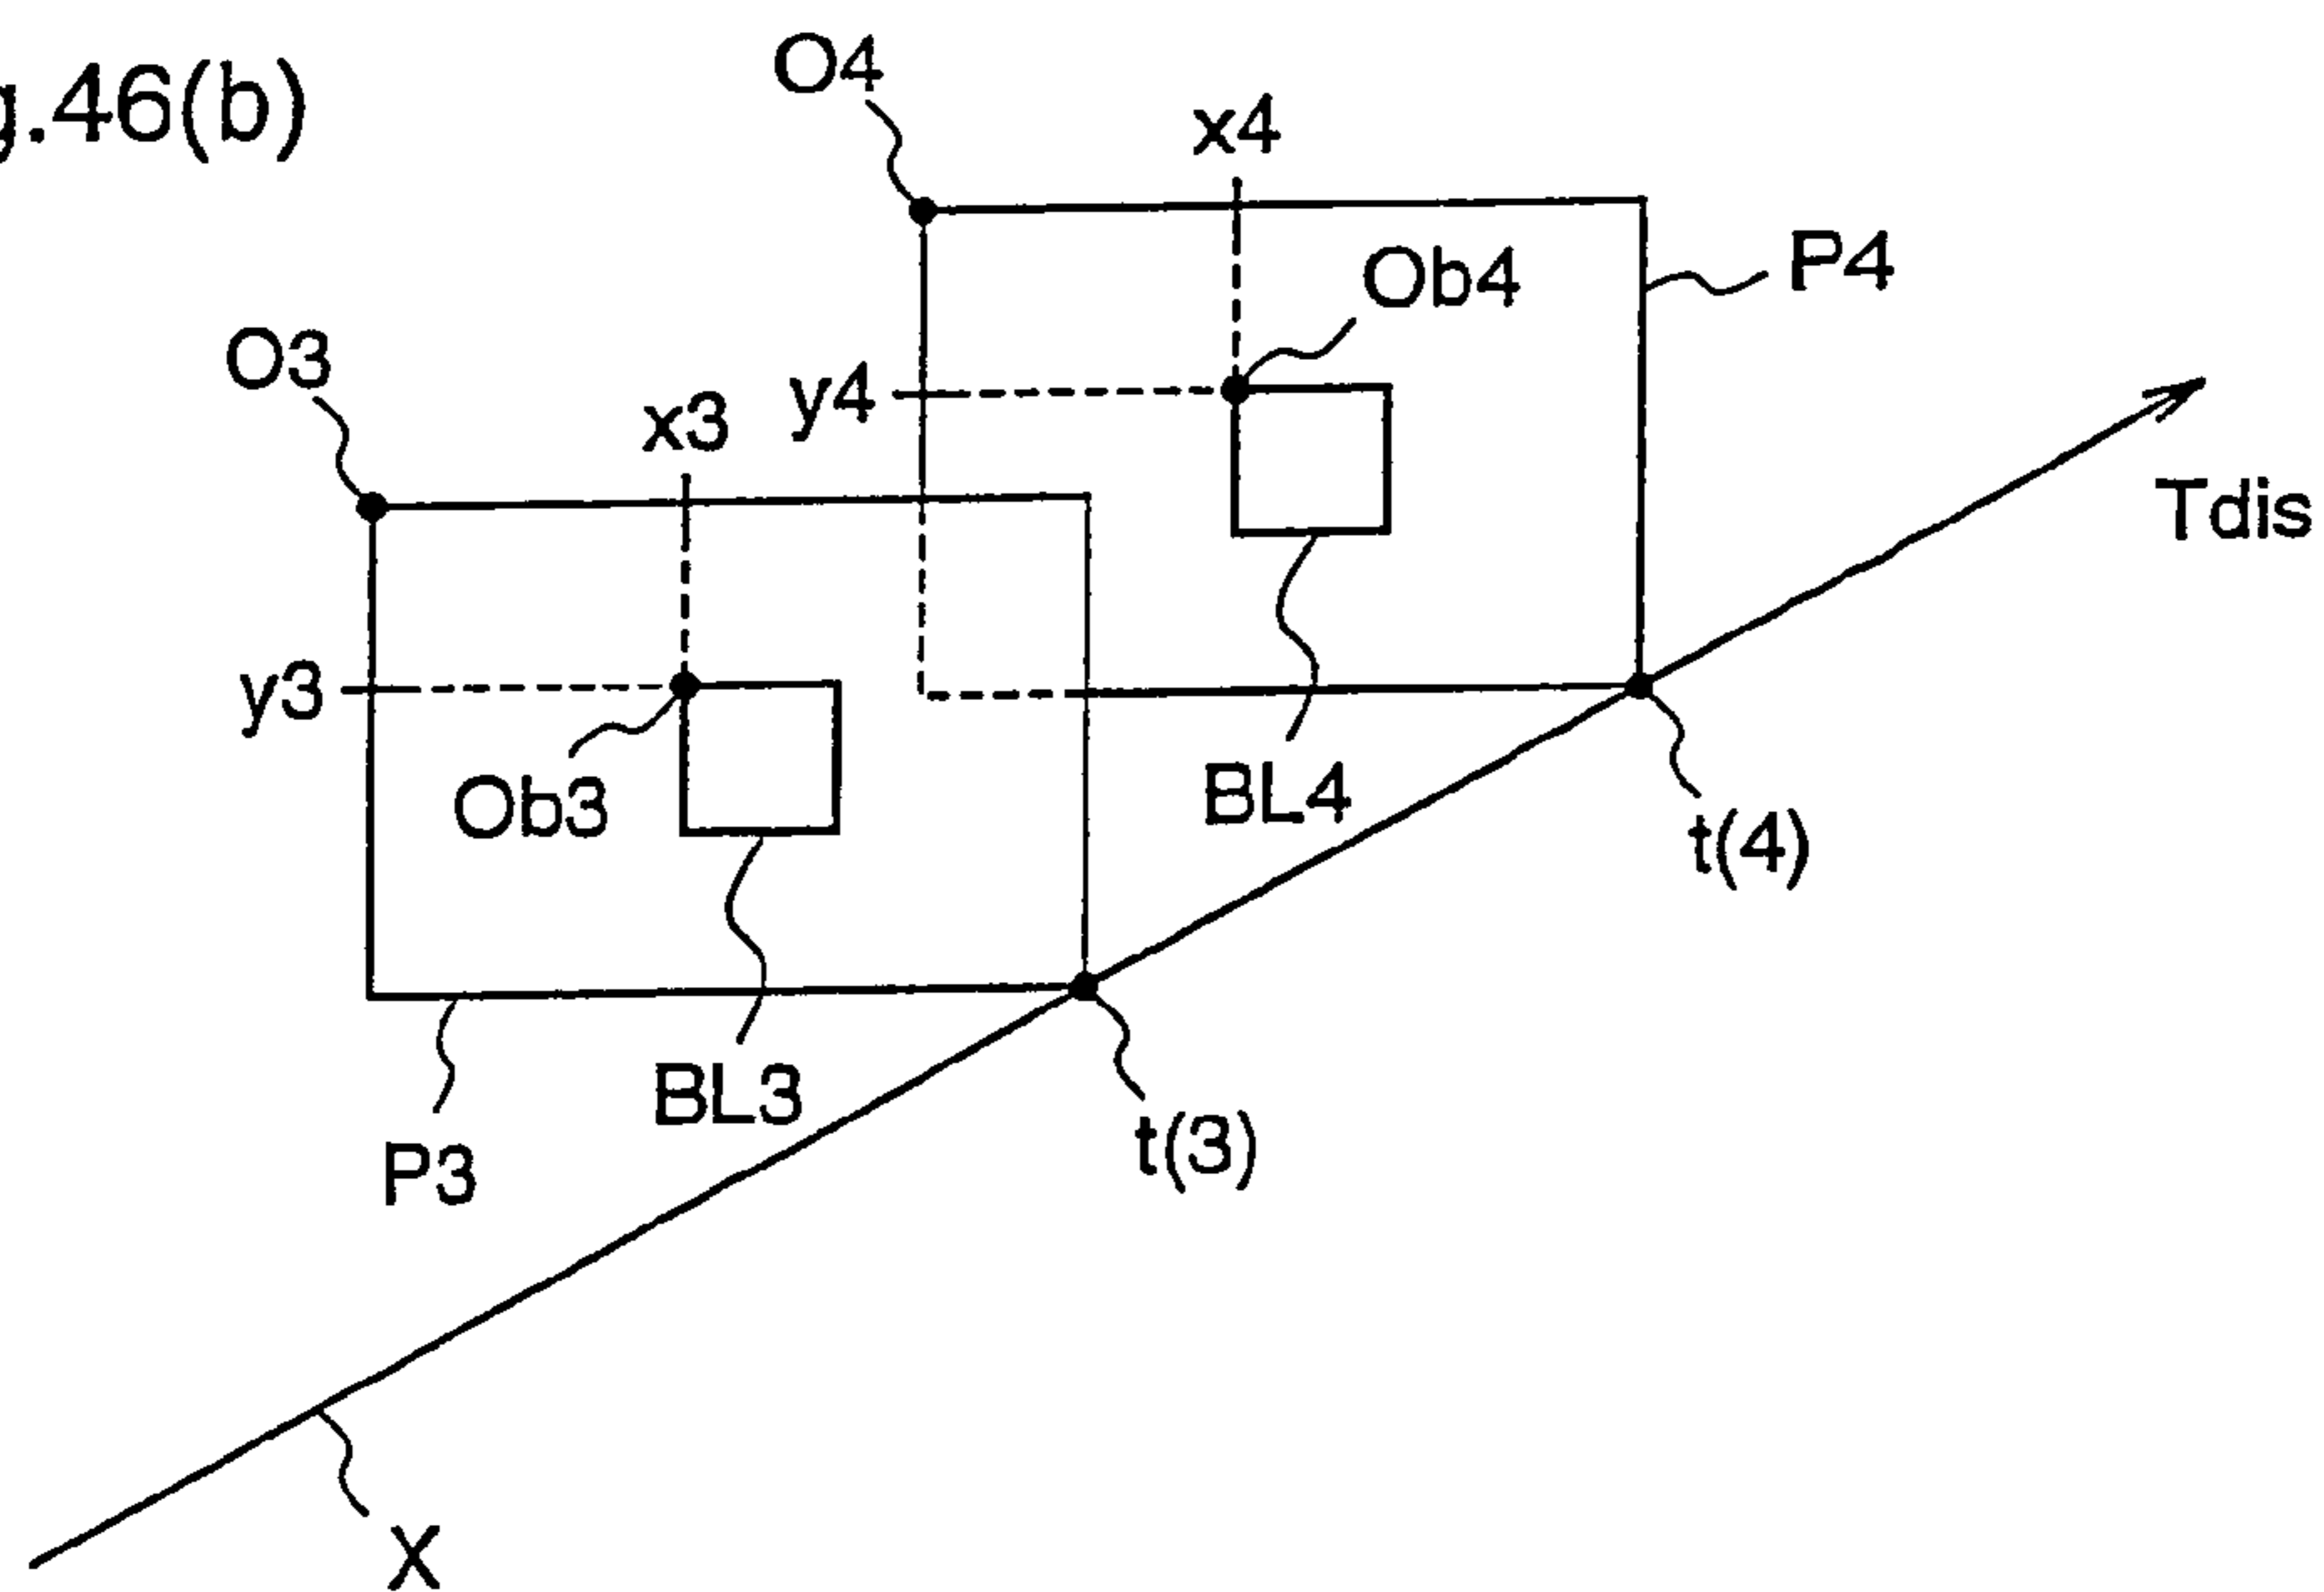 g.46(b)
O4
x4
Ob4
P4
O3
x3
y4
Tdis
y3
Ob3
BL4
t(4)
BL3
t(3)
P3
X